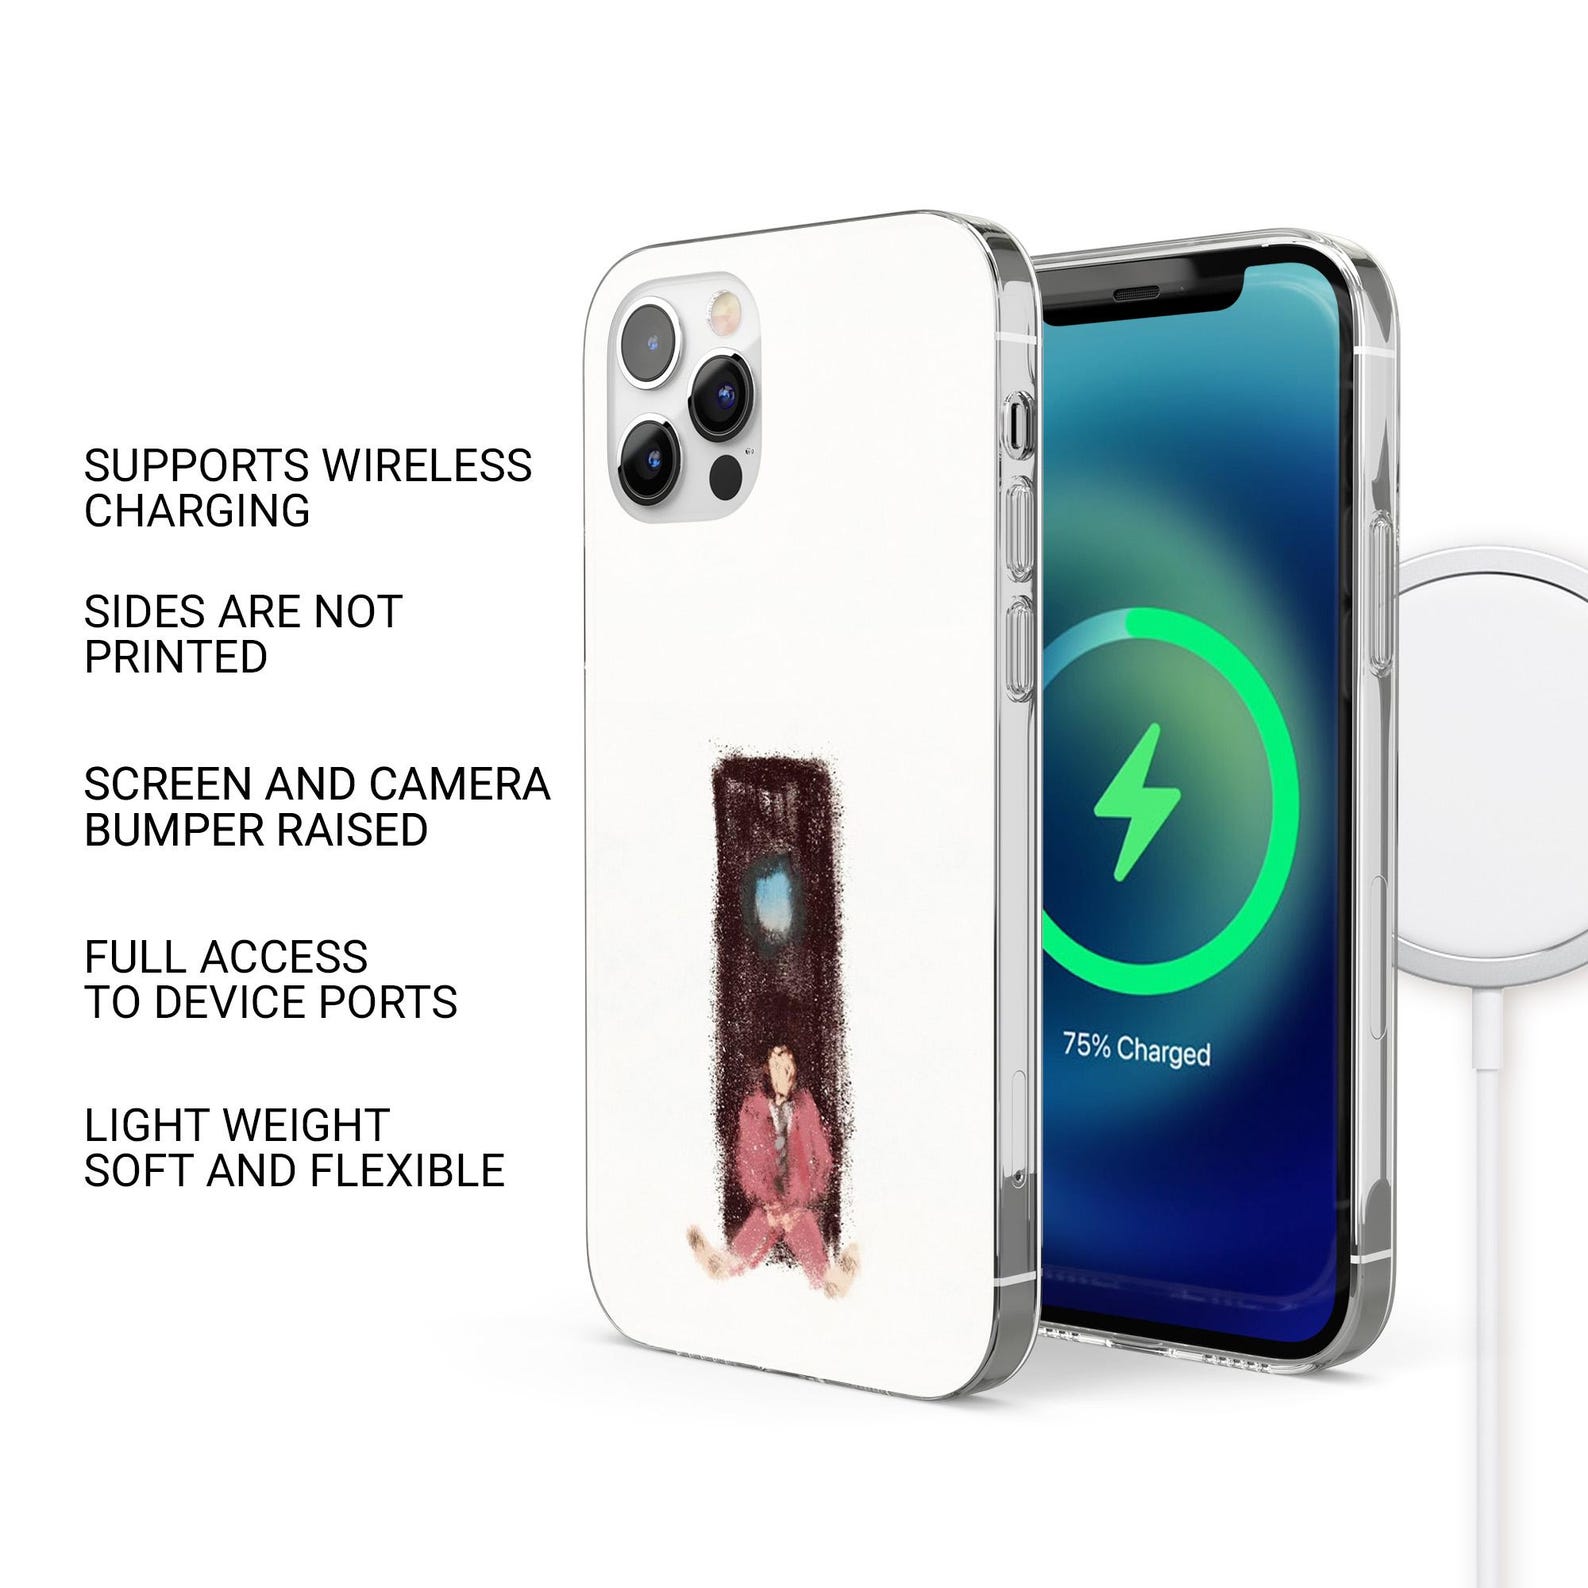 SUPPORTS WIRELESS
CHARGING
SIDES ARE NOT
PRINTED
SCREEN AND CAMERA
BUMPER RAISED
FULL ACCESS
TO DEVICE PORTS
LIGHT WEIGHT
SOFT AND FLEXIBLE
75% Charged